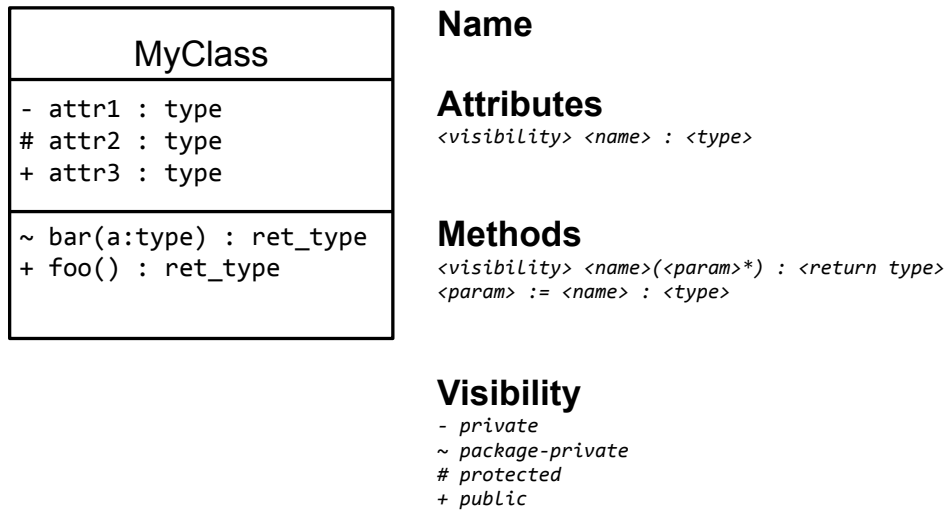 MyClass
- attr1 : type
# attr2 : type
+ attr3 : type
~ bar(a:type) : ret_type
+ foo() : ret_type
Name
Attributes
<visibility> <name> : <type>
Methods
<visibility> <name>(<param>*) : <return type>
<param> := <name> : <type>
Visibility
- private
~ package-private
# protected
+ public